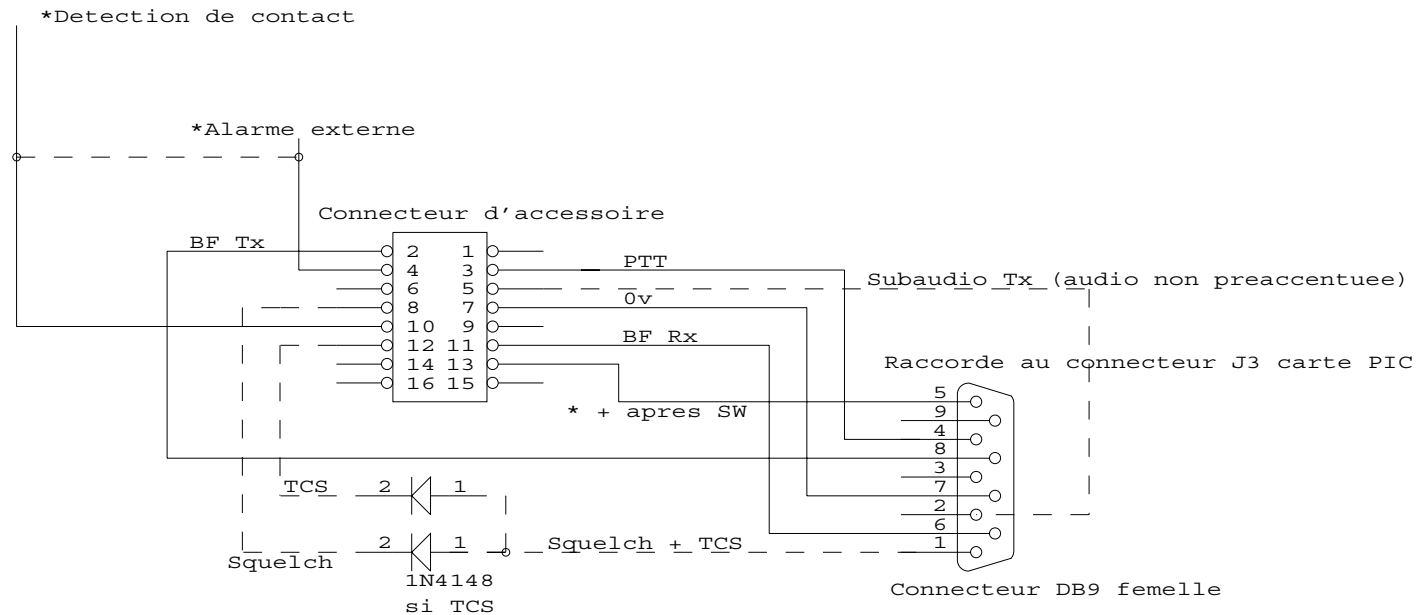 *Detection de contact
*Alarme externe
Connecteur d'accessoire
BF Tx
2 1
4 3
6 5
8 7
10 9
12 11
14 13
16 15
PTT
Subaudio Tx (audio non preaccentuee)
0v
BF Rx
Raccorde au connecteur J3 carte PIC
* + apres SW
5
9
4
8
3
7
2
6
1
TCS 2 1
Squelch 2 1
Squelch + TCS
1N4148
si TCS
Connecteur DB9 femelle